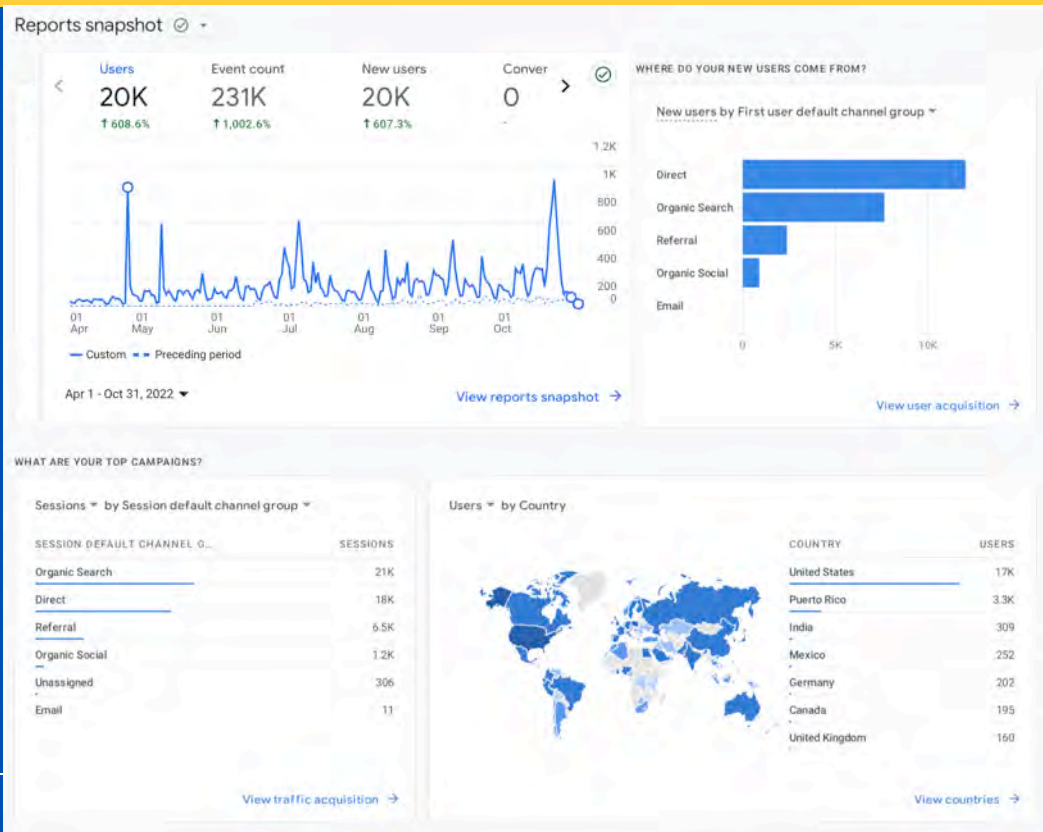 Reports snapshot
Users Event count New users Conver
20K 231K 20K 0
↑ 608.6% ↑ 1,002.6% ↑ 607.3% -
1.2K
1K
800
600
400
200
0
01 Apr 01 May 01 Jun 01 Jul 01 Aug 01 Sep 01 Oct
Custom Preceding period
Apr 1 - Oct 31, 2022
View reports snapshot →
WHERE DO YOUR NEW USERS COME FROM?
New users by First user default channel group
Direct
Organic Search
Referral
Organic Social
Email
0 5K 10K
View user acquisition →
WHAT ARE YOUR TOP CAMPAIGNS?
Sessions by Session default channel group
SESSION DEFAULT CHANNEL G... SESSIONS
Organic Search 21K
Direct 18K
Referral 6.5K
Organic Social 1.2K
Unassigned 306
Email 11
View traffic acquisition →
Users by Country
COUNTRY USERS
United States 17K
Puerto Rico 3.3K
India 309
Mexico 252
Germany 202
Canada 195
United Kingdom 160
View countries →